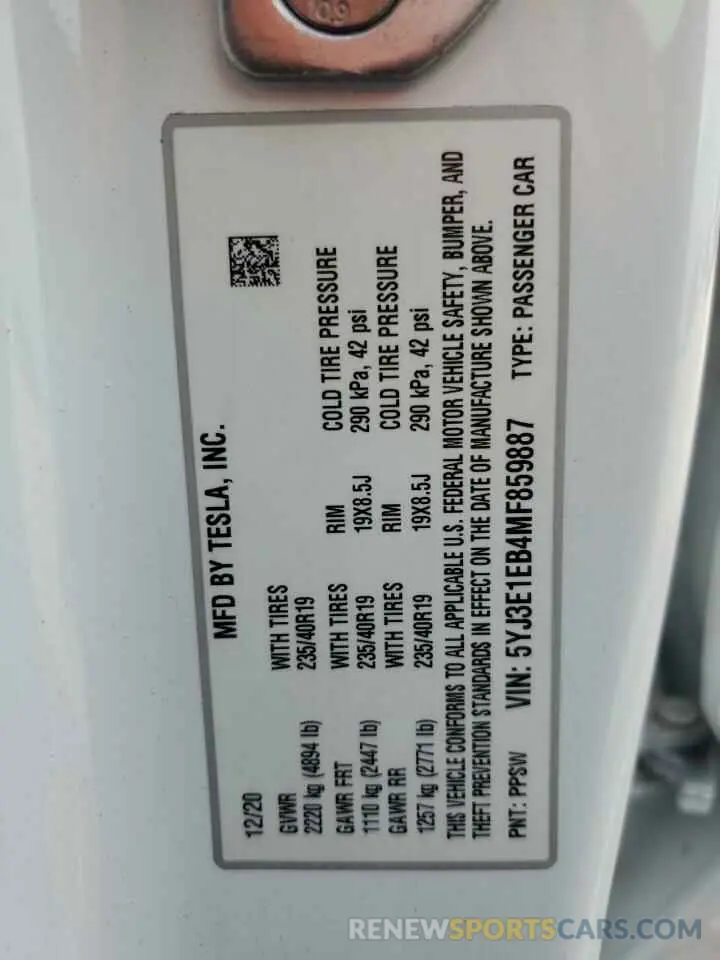 60
MFD BY TESLA, INC.
12/20
GVWR WITH TIRES
2220 kg (4894 lb) 235/40R19
GAWR FRT WITH TIRES RIM COLD TIRE PRESSURE
1110 kg (2447 lb) 235/40R19 19X8.5J 290 kPa, 42 psi
GAWR RR WITH TIRES RIM COLD TIRE PRESSURE
1257 kg (2771 lb) 235/40R19 19X8.5J 290 kPa, 42 psi
THIS VEHICLE CONFORMS TO ALL APPLICABLE U.S. FEDERAL MOTOR VEHICLE SAFETY, BUMPER, AND
THEFT PREVENTION STANDARDS IN EFFECT ON THE DATE OF MANUFACTURE SHOWN ABOVE.
PNT: PPSW VIN: 5YJ3E1EB4MF859887 TYPE: PASSENGER CAR
RENEWSPORTSCARS.COM